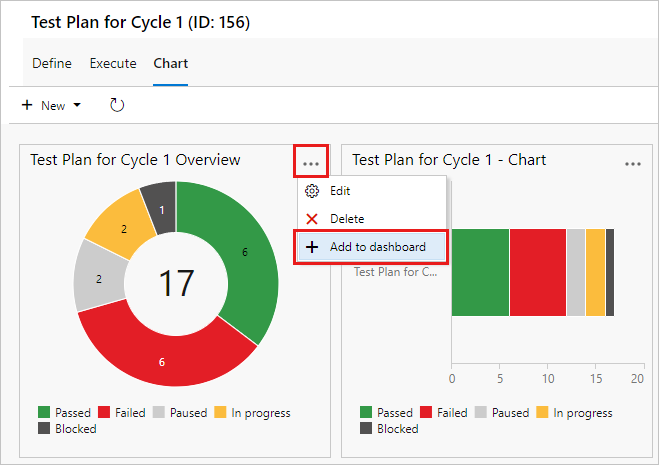 Test Plan for Cycle 1 (ID: 156)
Define Execute Chart
New
Test Plan for Cycle 1 Overview
6
6
2
2
1
17
Passed Failed Paused In progress
Blocked
Edit
Delete
Add to dashboard
Test Plan for Cycle 1 - Chart
Test Plan for C...
0 5 10 15 20
Passed Failed Paused In progress
Blocked